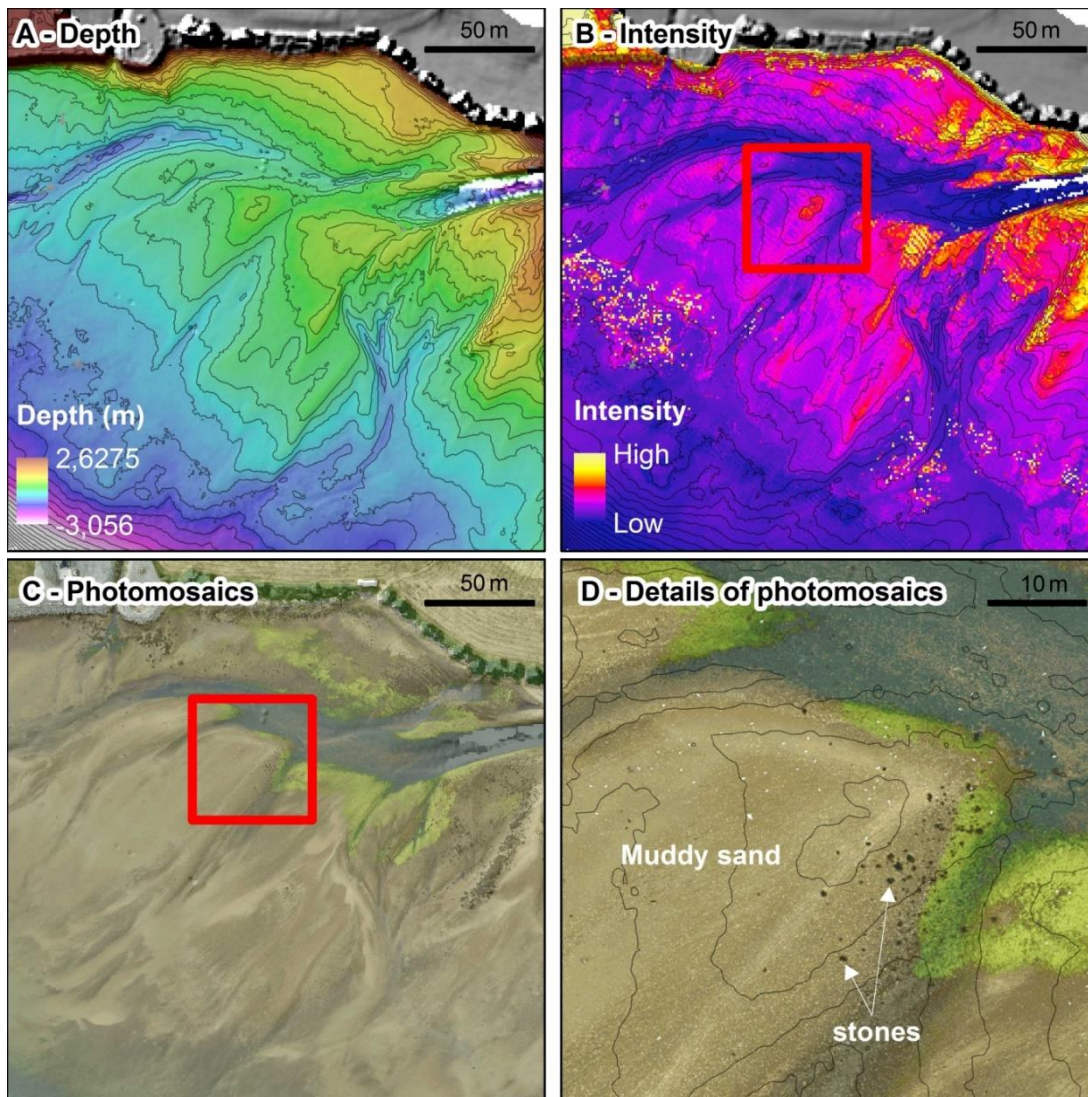 A - Depth
50 m
Depth (m)
2,6275
-3,056
B - Intensity
50 m
Intensity
High
Low
C - Photomosaics
50 m
D - Details of photomosaics
10 m
Muddy sand
stones